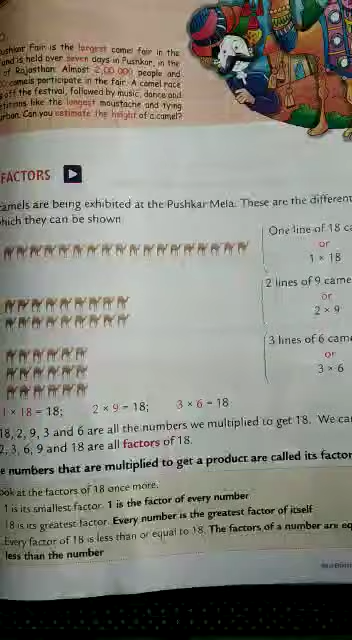 ushkar Fair is the largest camel fair in the
and is held over seven days in Pushkar, in the
of Rajasthan. Almost 2,00,000 people and
camels participate in the fair. A camel race
off the festival, followed by music, dance and
like the longest moustache and tying
Can you estimate the height of a camel?
FACTORS
camels are being exhibited at the Pushkar Mela. These are the different
which they can be shown
One line of 18 ca
or
1 × 18
2 lines of 9 came
or
2 × 9
3 lines of 6 cam
or
3 × 6
1 × 18 = 18; 2 × 9 = 18; 3 × 6 = 18
18, 2, 9, 3 and 6 are all the numbers we multiplied to get 18. We ca
2, 3, 6, 9 and 18 are all factors of 18.
e numbers that are multiplied to get a product are called its factor
ook at the factors of 18 once more.
1 is its smallest factor. 1 is the factor of every number
18 is its greatest factor. Every number is the greatest factor of itself
Every factor of 18 is less than or equal to 18. The factors of a number are eq
less than the number